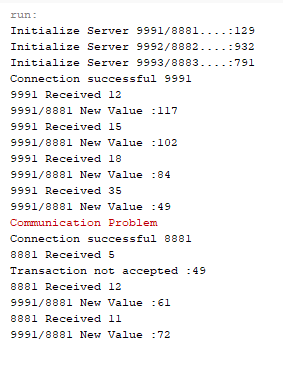 run:
Initialize Server 9991/8881....:129
Initialize Server 9992/8882....:932
Initialize Server 9993/8883....:791
Connection successful 9991
9991 Received 12
9991/8881 New Value :117
9991 Received 15
9991/8881 New Value :102
9991 Received 18
9991/8881 New Value :84
9991 Received 35
9991/8881 New Value :49
Communication Problem
Connection successful 8881
8881 Received 5
Transaction not accepted :49
8881 Received 12
9991/8881 New Value :61
8881 Received 11
9991/8881 New Value :72